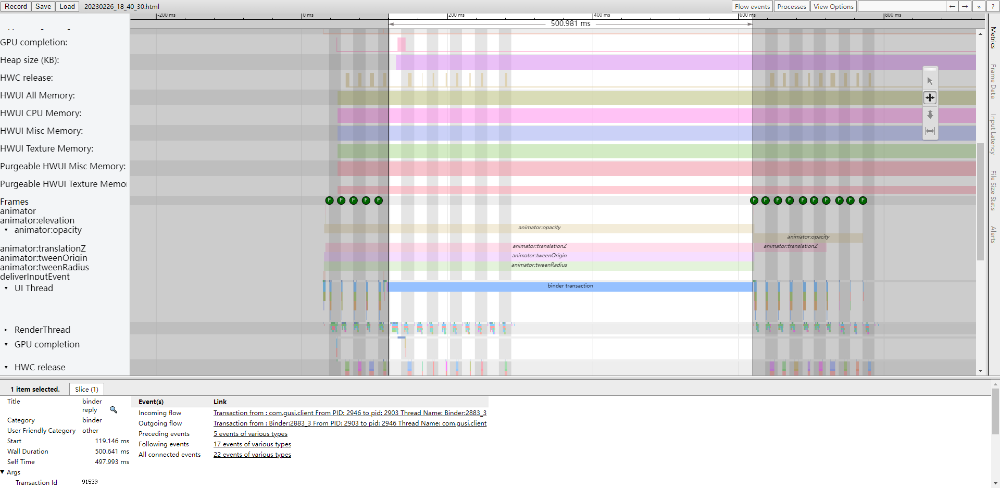 Record Save Load 20230226_18_40_30.html Flow events Processes View Options ← → » ?
-200 ms 0 ms 200 ms 400 ms 600 ms 800 ms
500.981 ms
GPU completion:
Heap size (KB):
HWC release:
HWUI All Memory:
HWUI CPU Memory:
HWUI Misc Memory:
HWUI Texture Memory:
Purgeable HWUI Misc Memory:
Purgeable HWUI Texture Memor
Frames F F F F F F F F F F F F F F F
animator
animator:elevation
animator:opacity animator:opacity
animator:opacity
animator:translationZ animator:translationZ animator:translationZ
animator:tweenOrigin animator:tweenOrigin
animator:tweenRadius animator:tweenRadius
deliverInputEvent
UI Thread binder transaction
RenderThread
GPU completion
HWC release
Metrics
Frame Data
Input Latency
File Size Stats
Alerts
1 item selected. Slice (1)
Title binder reply
Category binder
User Friendly Category other
Start 119.146 ms
Wall Duration 500.641 ms
Self Time 497.993 ms
Args
Transaction Id 91539
Event(s) Link
Incoming flow Transaction from : com.gusi.client From PID: 2946 to pid: 2903 Thread Name: Binder:2883_3
Outgoing flow Transaction from : Binder:2883_3 From PID: 2903 to pid: 2946 Thread Name: com.gusi.client
Preceding events 5 events of various types
Following events 17 events of various types
All connected events 22 events of various types